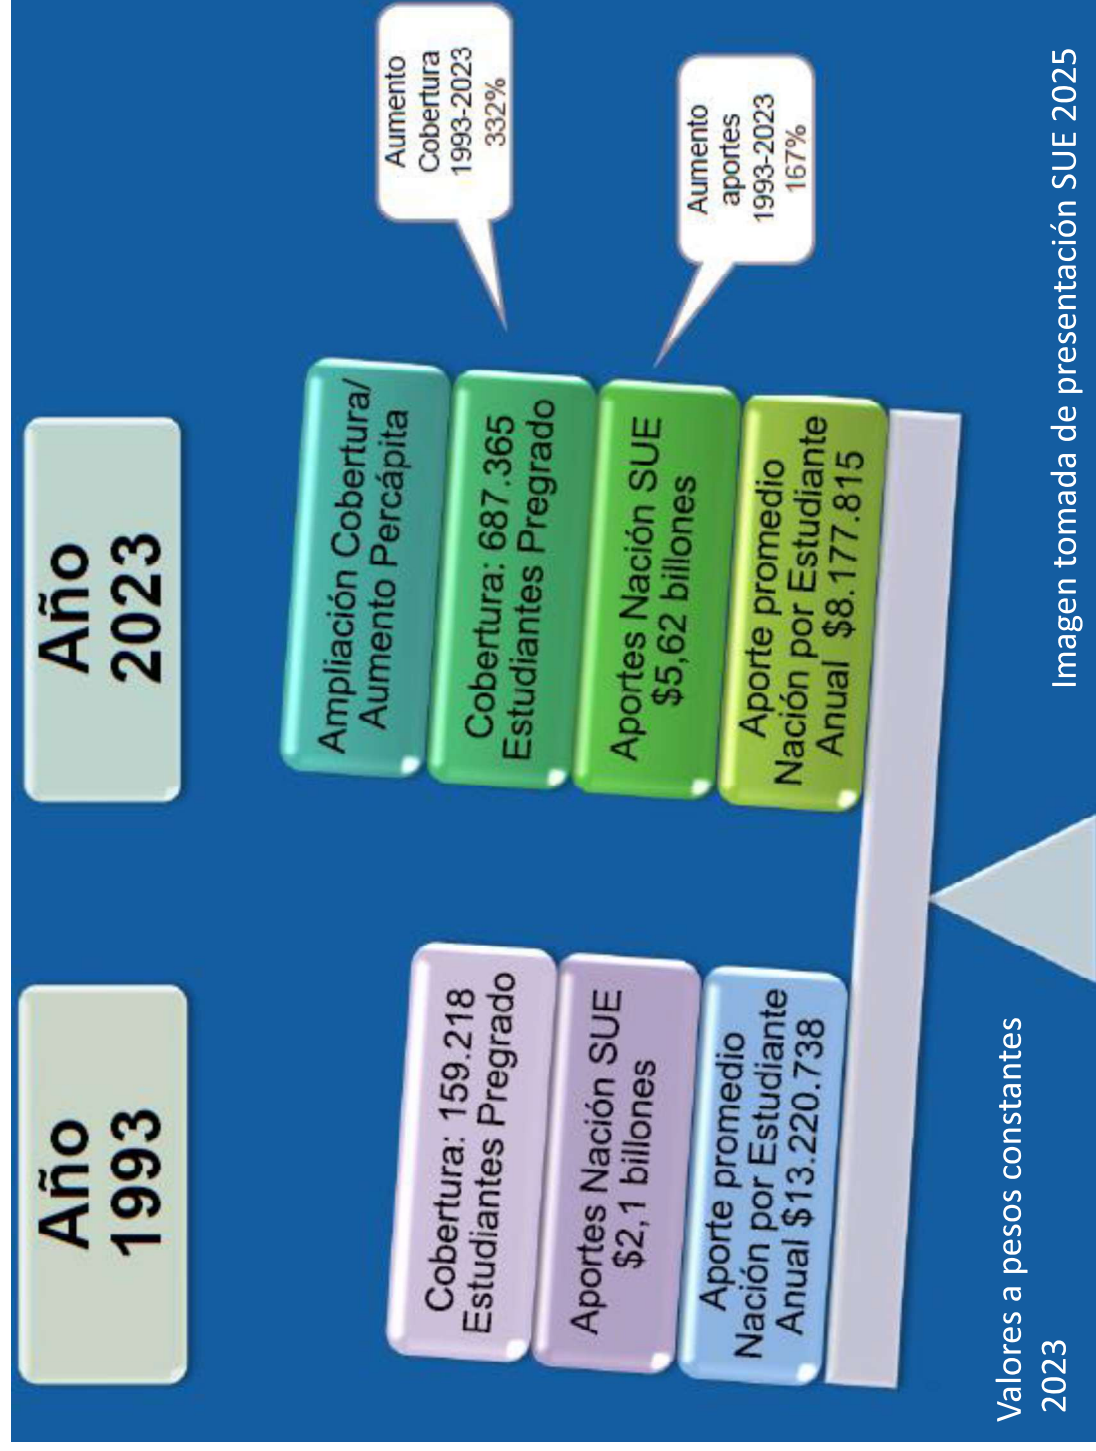 Año
1993
Año
2023
Cobertura: 159.218
Estudiantes Pregrado
Aportes Nación SUE
$2,1 billones
Aporte promedio
Nación por Estudiante
Anual $13.220.738
Ampliación Cobertura/
Aumento Percápita
Cobertura: 687.365
Estudiantes Pregrado
Aportes Nación SUE
$5,62 billones
Aporte promedio
Nación por Estudiante
Anual $8.177.815
Aumento
Cobertura
1993-2023
332%
Aumento
aportes
1993-2023
167%
Valores a pesos constantes
2023
Imagen tomada de presentación SUE 2025